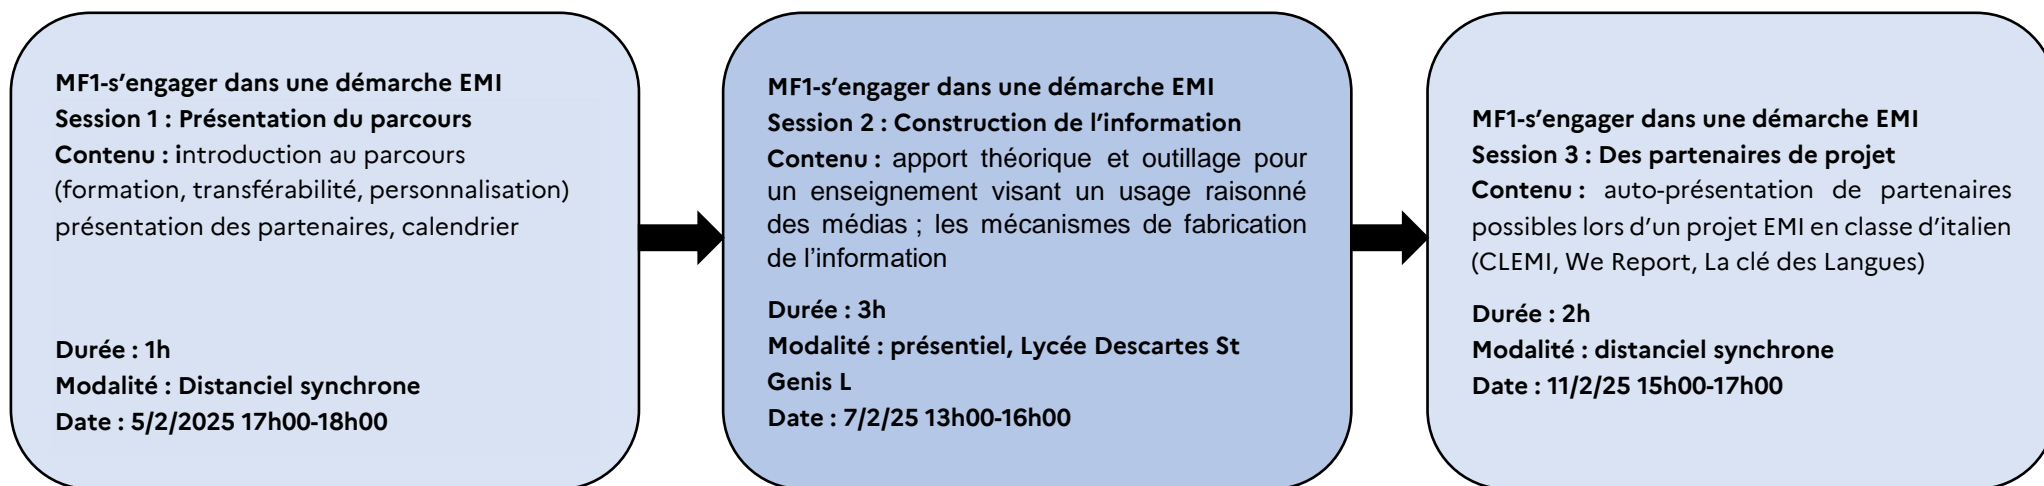 MF1-s’engager dans une démarche EMI
Session 1 : Présentation du parcours
Contenu : introduction au parcours
(formation, transférabilité, personnalisation)
présentation des partenaires, calendrier
Durée : 1h
Modalité : Distanciel synchrone
Date : 5/2/2025 17h00-18h00
MF1-s’engager dans une démarche EMI
Session 2 : Construction de l’information
Contenu : apport théorique et outillage pour
un enseignement visant un usage raisonné
des médias ; les mécanismes de fabrication
de l’information
Durée : 3h
Modalité : présentiel, Lycée Descartes St
Genis L
Date : 7/2/25 13h00-16h00
MF1-s’engager dans une démarche EMI
Session 3 : Des partenaires de projet
Contenu : auto-présentation de partenaires
possibles lors d’un projet EMI en classe d’italien
(CLEMI, We Report, La clé des Langues)
Durée : 2h
Modalité : distanciel synchrone
Date : 11/2/25 15h00-17h00